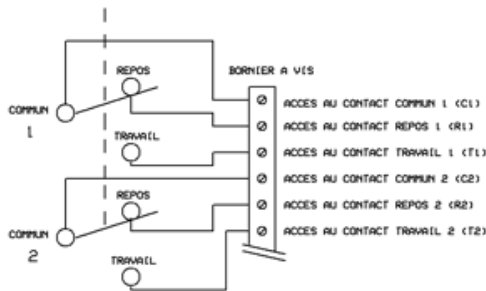 REPOS
BORNIER A VIS
COMMUN
1
ACCES AU CONTACT COMMUN 1 (C1)
ACCES AU CONTACT REPOS 1 (R1)
TRAVAIL
ACCES AU CONTACT TRAVAIL 1 (T1)
ACCES AU CONTACT COMMUN 2 (C2)
REPOS
ACCES AU CONTACT REPOS 2 (R2)
COMMUN
2
ACCES AU CONTACT TRAVAIL 2 (T2)
TRAVAIL